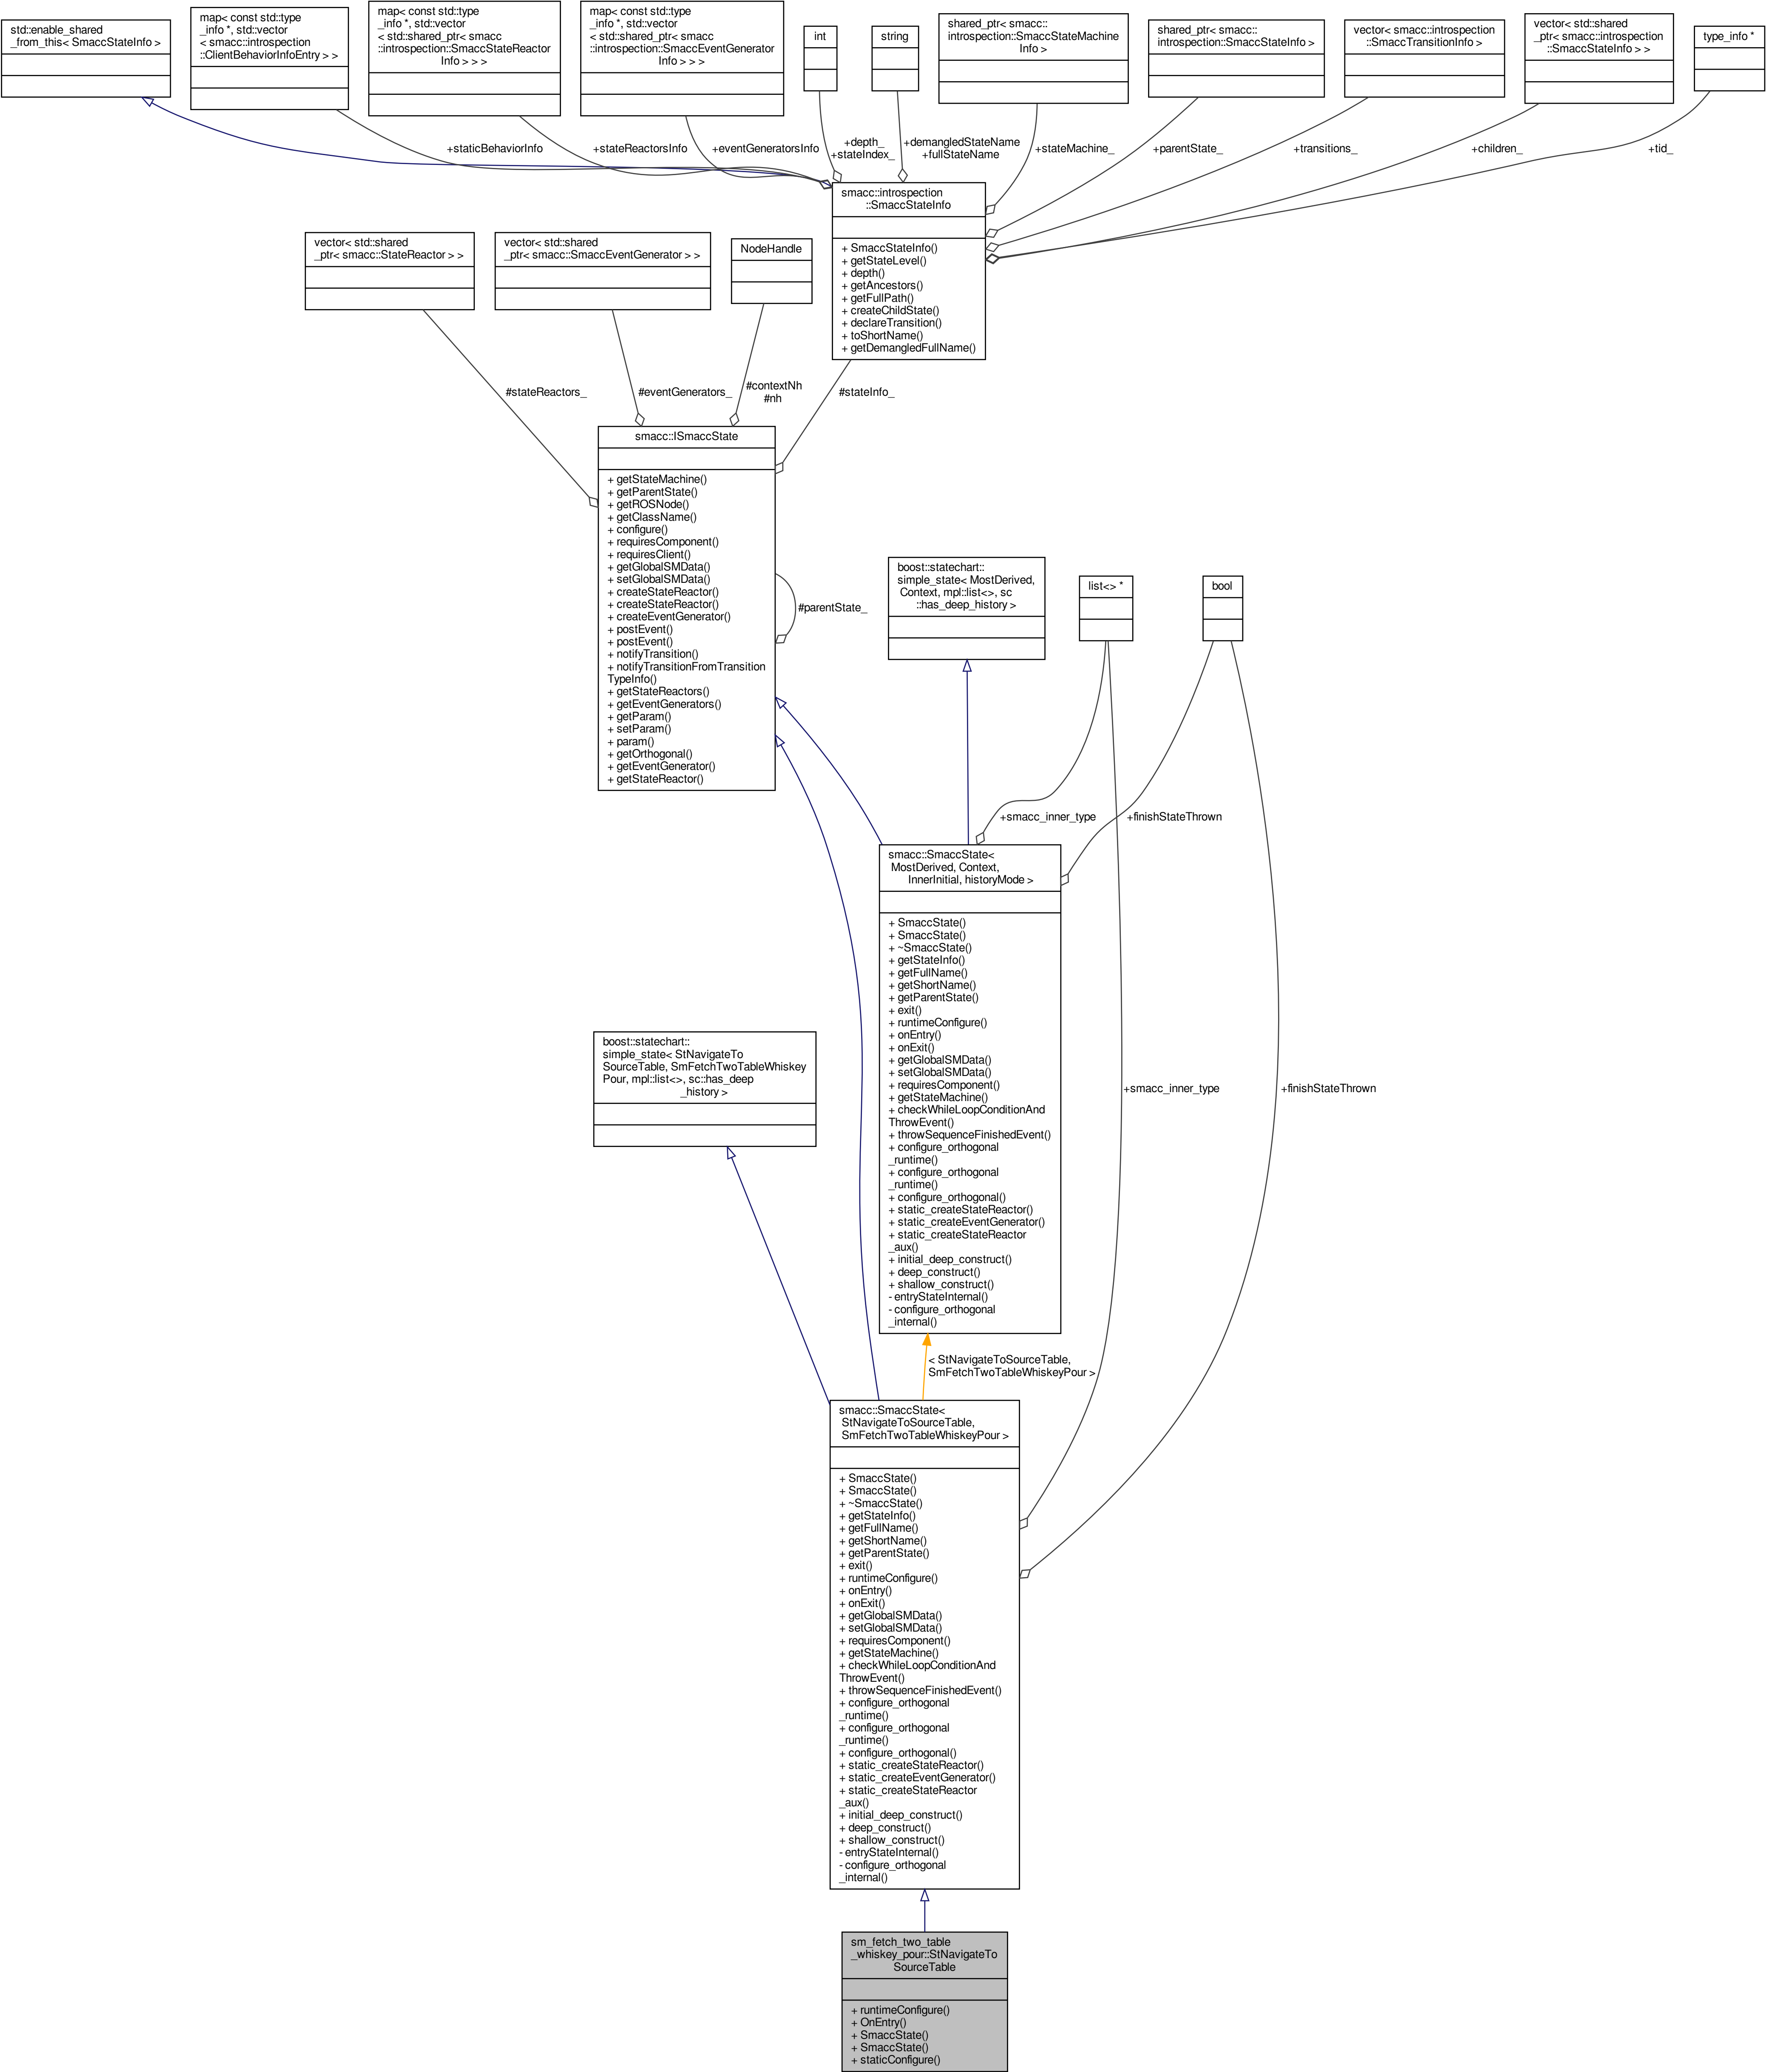 std::enable_shared
_from_this< SmaccStateInfo >
map< const std::type
_info *, std::vector
< smacc::introspection
::ClientBehaviorInfoEntry > >
map< const std::type
_info *, std::vector
< std::shared_ptr< smacc
::introspection::SmaccStateReactor
Info > > >
map< const std::type
_info *, std::vector
< std::shared_ptr< smacc
::introspection::SmaccEventGenerator
Info > > >
int
string
shared_ptr< smacc::
introspection::SmaccStateMachine
Info >
shared_ptr< smacc::
introspection::SmaccStateInfo >
vector< smacc::introspection
::SmaccTransitionInfo >
vector< std::shared
_ptr< smacc::introspection
::SmaccStateInfo > >
type_info *
+staticBehaviorInfo
+stateReactorsInfo
+eventGeneratorsInfo
+depth_
+stateIndex_
+demangledStateName
+fullStateName
+stateMachine_
+parentState_
+transitions_
+children_
+tid_
smacc::introspection
::SmaccStateInfo
+ SmaccStateInfo()
+ getStateLevel()
+ depth()
+ getAncestors()
+ getFullPath()
+ createChildState()
+ declareTransition()
+ toShortName()
+ getDemangledFullName()
vector< std::shared
_ptr< smacc::StateReactor > >
vector< std::shared
_ptr< smacc::SmaccEventGenerator > >
NodeHandle
#stateReactors_
#eventGenerators_
#contextNh
#nh
#stateInfo_
smacc::ISmaccState
+ getStateMachine()
+ getParentState()
+ getROSNode()
+ getClassName()
+ configure()
+ requiresComponent()
+ requiresClient()
+ getGlobalSMData()
+ setGlobalSMData()
+ createStateReactor()
+ createStateReactor()
+ createEventGenerator()
+ postEvent()
+ postEvent()
+ notifyTransition()
+ notifyTransitionFromTransition
TypeInfo()
+ getStateReactors()
+ getEventGenerators()
+ getParam()
+ setParam()
+ param()
+ getOrthogonal()
+ getEventGenerator()
+ getStateReactor()
#parentState_
boost::statechart::
simple_state< MostDerived,
Context, mpl::list<>, sc
::has_deep_history >
list<> *
bool
+smacc_inner_type
+finishStateThrown
smacc::SmaccState<
MostDerived, Context,
InnerInitial, historyMode >
+ SmaccState()
+ SmaccState()
+ ~SmaccState()
+ getStateInfo()
+ getFullName()
+ getShortName()
+ getParentState()
+ exit()
+ runtimeConfigure()
+ onEntry()
+ onExit()
+ getGlobalSMData()
+ setGlobalSMData()
+ requiresComponent()
+ getStateMachine()
+ checkWhileLoopConditionAnd
ThrowEvent()
+ throwSequenceFinishedEvent()
+ configure_orthogonal
_runtime()
+ configure_orthogonal
_runtime()
+ configure_orthogonal()
+ static_createStateReactor()
+ static_createEventGenerator()
+ static_createStateReactor
_aux()
+ initial_deep_construct()
+ deep_construct()
+ shallow_construct()
- entryStateInternal()
- configure_orthogonal
_internal()
+smacc_inner_type
+finishStateThrown
boost::statechart::
simple_state< StNavigateTo
SourceTable, SmFetchTwoTableWhiskey
Pour, mpl::list<>, sc::has_deep
_history >
< StNavigateToSourceTable,
SmFetchTwoTableWhiskeyPour >
smacc::SmaccState<
StNavigateToSourceTable,
SmFetchTwoTableWhiskeyPour >
+ SmaccState()
+ SmaccState()
+ ~SmaccState()
+ getStateInfo()
+ getFullName()
+ getShortName()
+ getParentState()
+ exit()
+ runtimeConfigure()
+ onEntry()
+ onExit()
+ getGlobalSMData()
+ setGlobalSMData()
+ requiresComponent()
+ getStateMachine()
+ checkWhileLoopConditionAnd
ThrowEvent()
+ throwSequenceFinishedEvent()
+ configure_orthogonal
_runtime()
+ configure_orthogonal
_runtime()
+ configure_orthogonal()
+ static_createStateReactor()
+ static_createEventGenerator()
+ static_createStateReactor
_aux()
+ initial_deep_construct()
+ deep_construct()
+ shallow_construct()
- entryStateInternal()
- configure_orthogonal
_internal()
sm_fetch_two_table
_whiskey_pour::StNavigateTo
SourceTable
+ runtimeConfigure()
+ OnEntry()
+ SmaccState()
+ SmaccState()
+ staticConfigure()